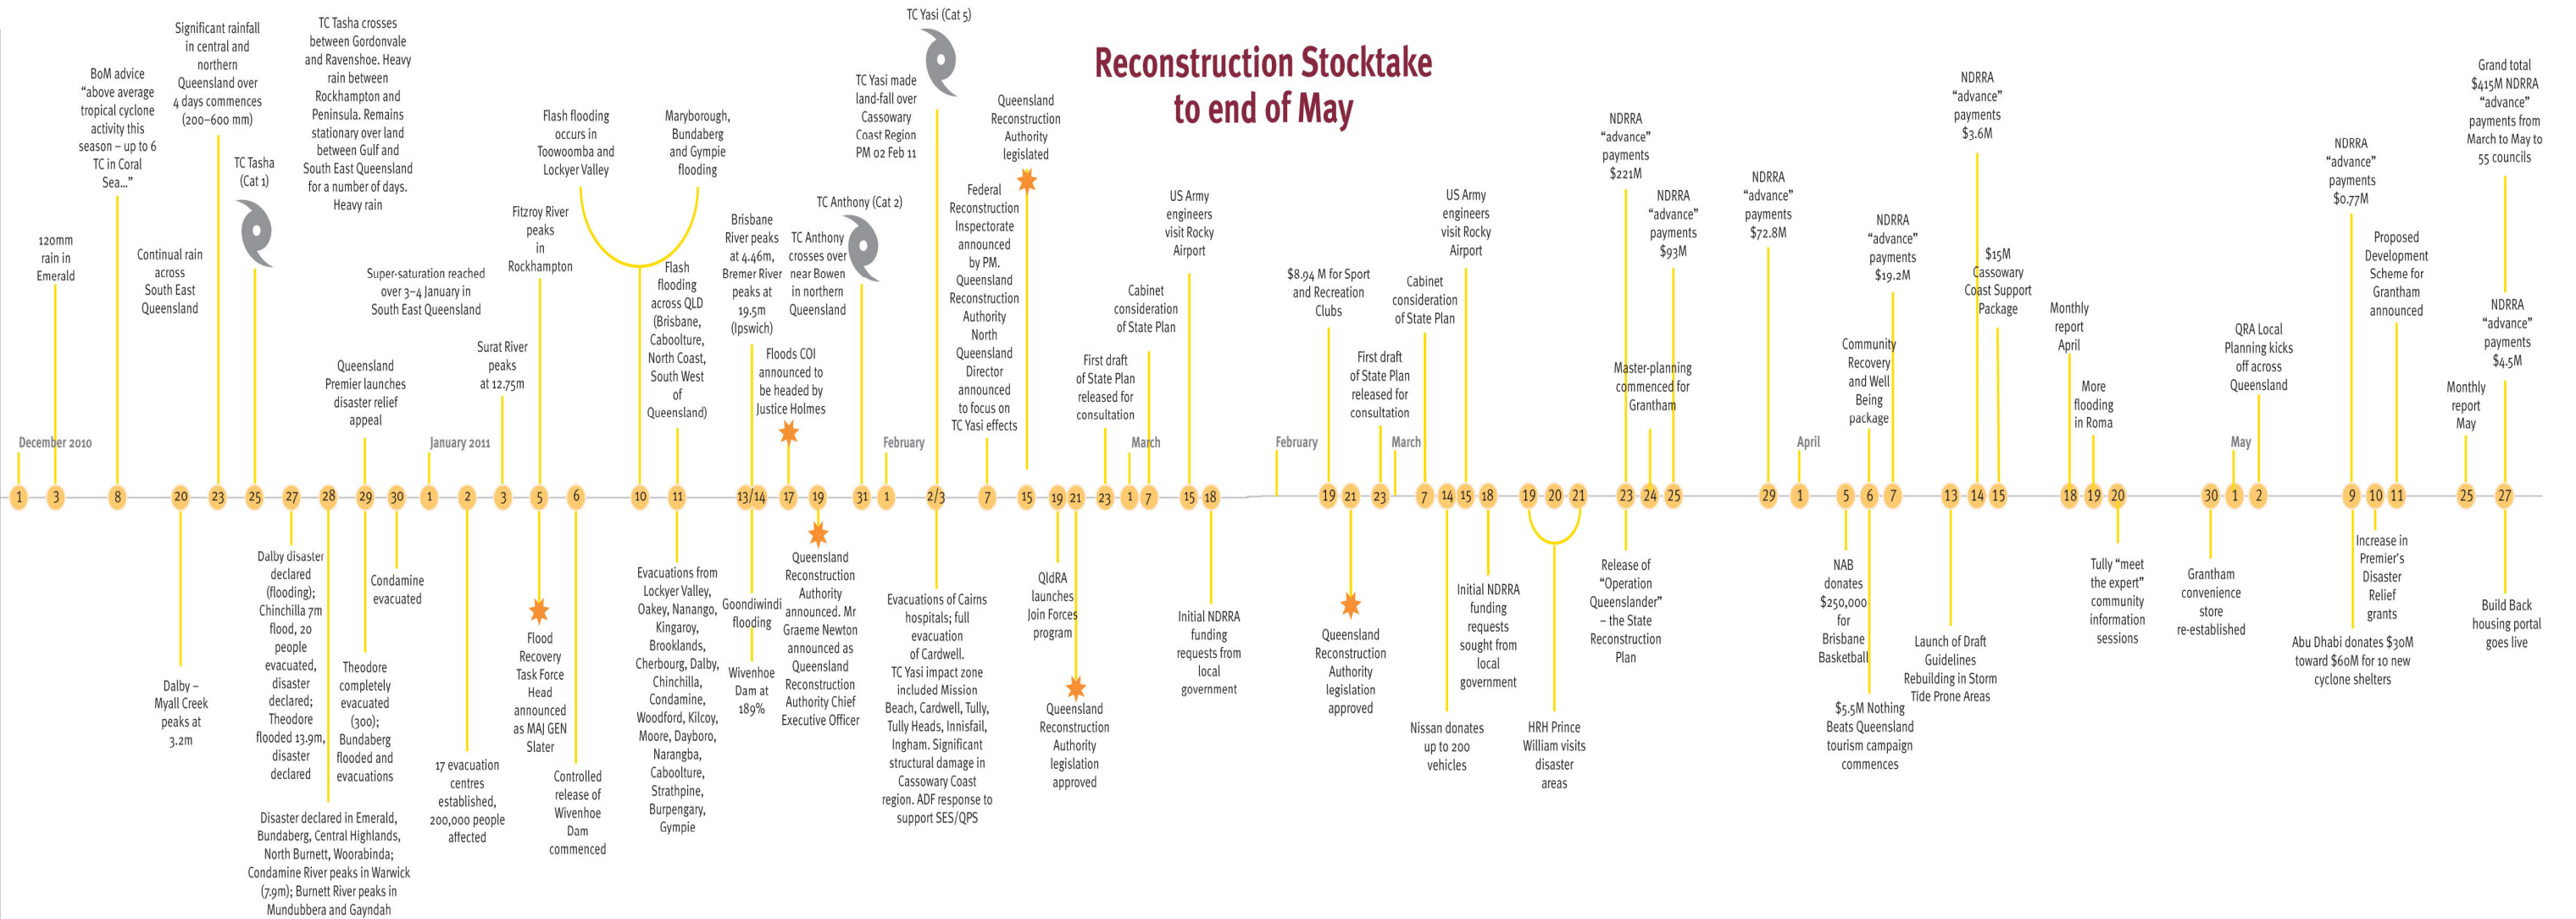 Reconstruction Stocktake
to end of May
December 2010
1
3
120mm
rain in
Emerald
8
BoM advice
“above average
tropical cyclone
activity this
season – up to 6
TC in Coral
Sea...”
Continual rain
across
South East
Queensland
20
Dalby –
Myall Creek
peaks at
3.2m
23
Significant rainfall
in central and
northern
Queensland over
4 days commences
(200–600 mm)
25
TC Tasha
(Cat 1)
TC Tasha crosses
between Gordonvale
and Ravenshoe. Heavy
rain between
Rockhampton and
Peninsula. Remains
stationary over land
between Gulf and
South East Queensland
for a number of days.
Heavy rain
27
Dalby disaster
declared
(flooding);
Chinchilla 7m
flood, 20
people
evacuated,
disaster
declared;
Theodore
flooded 13.9m,
disaster
declared
28
Disaster declared in Emerald,
Bundaberg, Central Highlands,
North Burnett, Woorabinda;
Condamine River peaks in Warwick
(7.9m); Burnett River peaks in
Mundubbera and Gayndah
29
Queensland
Premier launches
disaster relief
appeal
Theodore
completely
evacuated
(300);
Bundaberg
flooded and
evacuations
30
Condamine
evacuated
January 2011
1
Super-saturation reached
over 3–4 January in
South East Queensland
2
17 evacuation
centres
established,
200,000 people
affected
3
Surat River
peaks
at 12.75m
5
Fitzroy River
peaks
in
Rockhampton
Flood
Recovery
Task Force
Head
announced
as MAJ GEN
Slater
6
Controlled
release of
Wivenhoe
Dam
commenced
10
Flash flooding
occurs in
Toowoomba and
Lockyer Valley
Maryborough,
Bundaberg
and Gympie
flooding
11
Flash
flooding
across QLD
(Brisbane,
Caboolture,
North Coast,
South West
of
Queensland)
Evacuations from
Lockyer Valley,
Oakey, Nanango,
Kingaroy,
Brooklands,
Cherbourg, Dalby,
Chinchilla,
Condamine,
Woodford, Kilcoy,
Moore, Dayboro,
Narangba,
Caboolture,
Strathpine,
Burpengary,
Gympie
13/14
Brisbane
River peaks
at 4.46m,
Bremer River
peaks at
19.5m
(Ipswich)
Goondiwindi
flooding
Wivenhoe
Dam at
189%
17
Floods COI
announced to
be headed by
Justice Holmes
19
Queensland
Reconstruction
Authority
announced. Mr
Graeme Newton
announced as
Queensland
Reconstruction
Authority Chief
Executive Officer
31
TC Anthony (Cat 2)
TC Anthony
crosses over
near Bowen
in northern
Queensland
February
1
2/3
TC Yasi (Cat 5)
TC Yasi made
land-fall over
Cassowary
Coast Region
PM 02 Feb 11
Evacuations of Cairns
hospitals; full
evacuation
of Cardwell.
TC Yasi impact zone
included Mission
Beach, Cardwell, Tully,
Tully Heads, Innisfail,
Ingham. Significant
structural damage in
Cassowary Coast
region. ADF response to
support SES/QPS
7
Federal
Reconstruction
Inspectorate
announced
by PM.
Queensland
Reconstruction
Authority
North
Queensland
Director
announced
to focus on
TC Yasi effects
15
Queensland
Reconstruction
Authority
legislated
19
QldRA
launches
Join Forces
program
21
Queensland
Reconstruction
Authority
legislation
approved
23
First draft
of State Plan
released for
consultation
March
1
7
Cabinet
consideration
of State Plan
15
US Army
engineers
visit Rocky
Airport
18
Initial NDRRA
funding
requests from
local
government
February
19
$8.94 M for Sport
and Recreation
Clubs
21
Queensland
Reconstruction
Authority
legislation
approved
23
First draft
of State Plan
released for
consultation
March
7
Cabinet
consideration
of State Plan
14
Nissan donates
up to 200
vehicles
15
US Army
engineers
visit Rocky
Airport
18
Initial NDRRA
funding
requests
sought from
local
government
19
20
21
HRH Prince
William visits
disaster
areas
23
NDRRA
“advance”
payments
$221M
Release of
“Operation
Queenslander”
– the State
Reconstruction
Plan
24
Master-planning
commenced for
Grantham
25
NDRRA
“advance”
payments
$93M
29
NDRRA
“advance”
payments
$72.8M
April
1
5
NAB
donates
$250,000
for
Brisbane
Basketball
6
Community
Recovery
and Well
Being
package
$5.5M Nothing
Beats Queensland
tourism campaign
commences
7
NDRRA
“advance”
payments
$19.2M
13
Launch of Draft
Guidelines
Rebuilding in Storm
Tide Prone Areas
14
NDRRA
“advance”
payments
$3.6M
15
$15M
Cassowary
Coast Support
Package
18
Monthly
report
April
19
More
flooding
in Roma
20
Tully “meet
the expert”
community
information
sessions
30
Grantham
convenience
store
re-established
May
1
2
QRA Local
Planning kicks
off across
Queensland
9
NDRRA
“advance”
payments
$0.77M
Abu Dhabi donates $30M
toward $60M for 10 new
cyclone shelters
10
Increase in
Premier’s
Disaster
Relief
grants
11
Proposed
Development
Scheme for
Grantham
announced
25
Monthly
report
May
27
Grand total
$415M NDRRA
“advance”
payments from
March to May to
55 councils
NDRRA
“advance”
payments
$4.5M
Build Back
housing portal
goes live